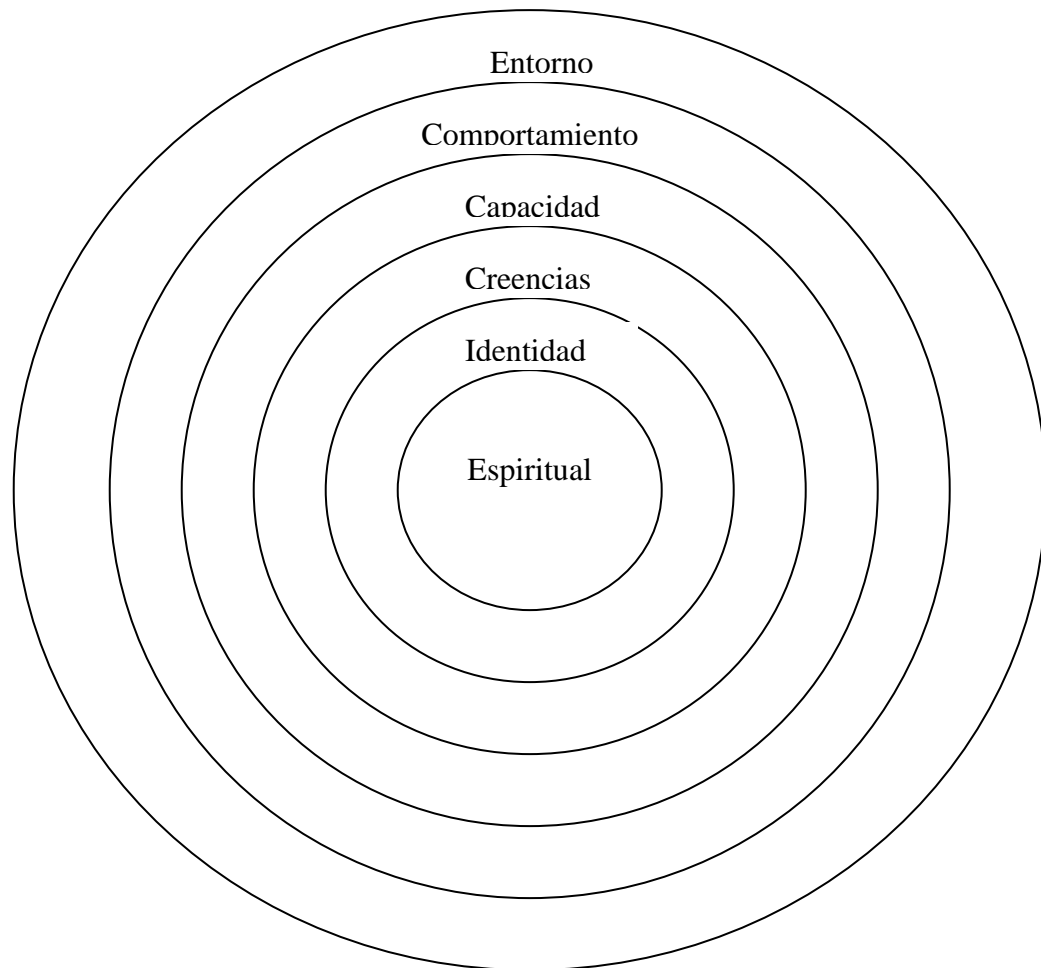 Entorno
Comportamiento
Capacidad
Creencias
Identidad
Espiritual